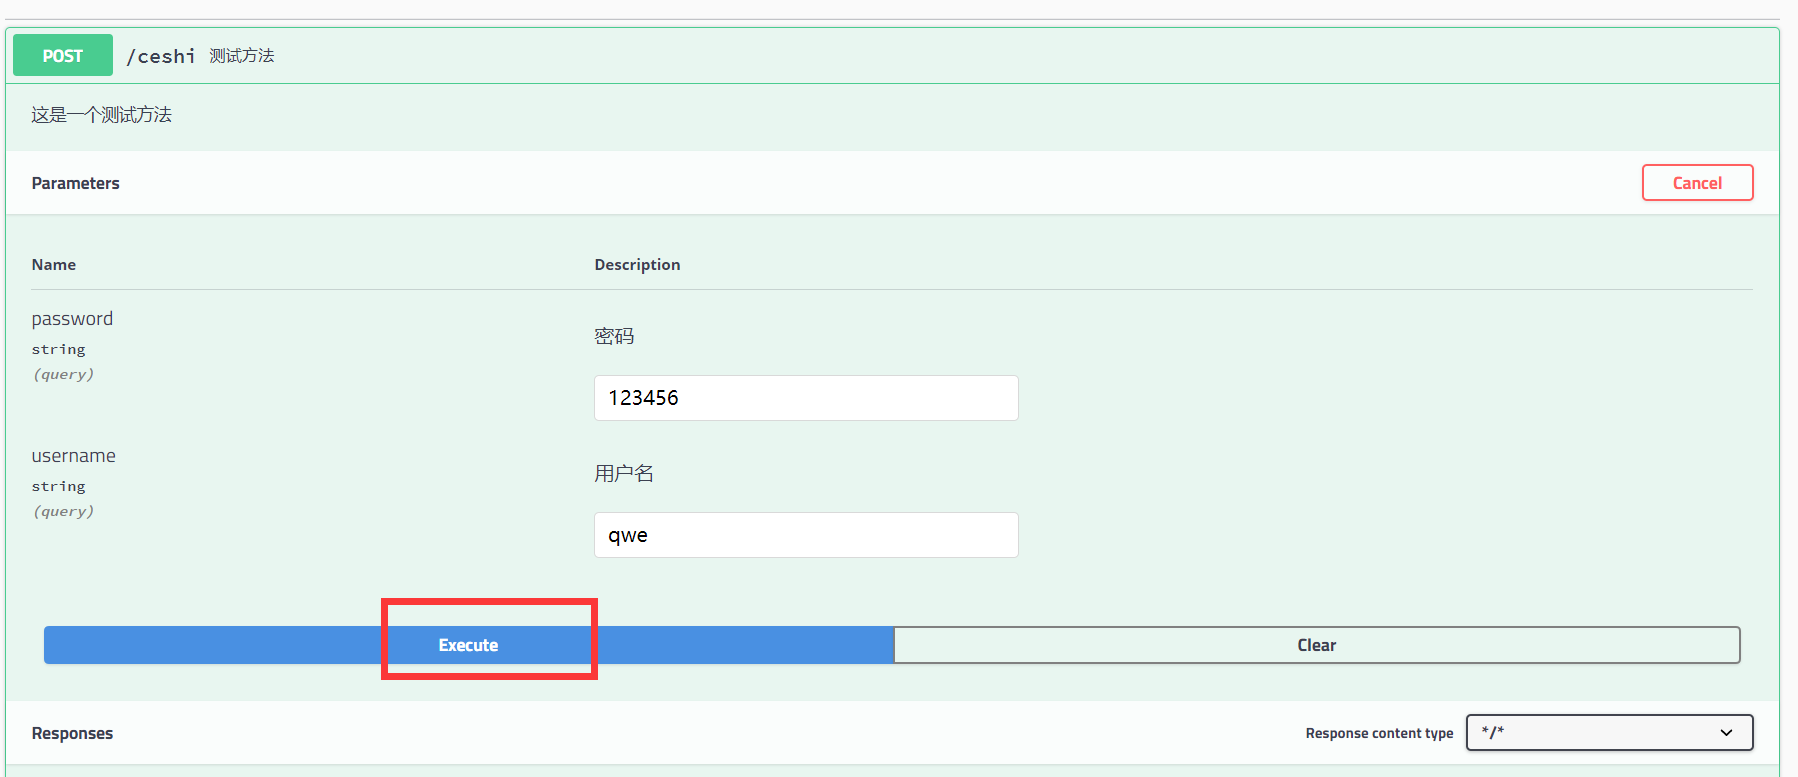 POST /ceshi 测试方法
这是一个测试方法
Parameters Cancel
Name Description
password 密码
string
(query)
123456
username 用户名
string
(query)
qwe
Execute Clear
Responses Response content type */*